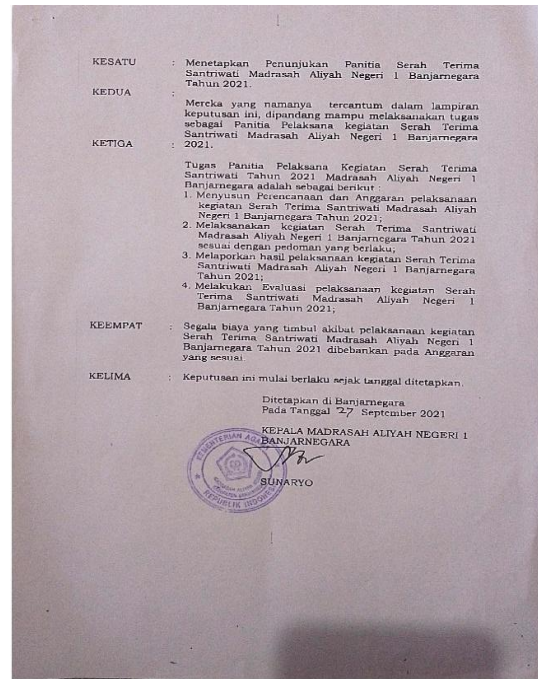 KESATU : Menetapkan Penunjukan Panitia Serah Terima
Santriwati Madrasah Aliyah Negeri 1 Banjarnegara
Tahun 2021.
KEDUA :
Mereka yang namanya tercantum dalam lampiran
keputusan ini, dipandang mampu melaksanakan tugas
sebagai Panitia Pelaksana kegiatan Serah Terima
Santriwati Madrasah Aliyah Negeri 1 Banjarnegara
KETIGA : 2021.
Tugas Panitia Pelaksana Kegiatan Serah Terima
Santriwati Tahun 2021 Madrasah Aliyah Negeri 1
Banjarnegara adalah sebagai berikut :
1. Menyusun Perencanaan dan Anggaran pelaksanaan
kegiatan Serah Terima Santriwati Madrasah Aliyah
Negeri 1 Banjarnegara Tahun 2021;
2. Melaksanakan kegiatan Serah Terima Santriwati
Madrasah Aliyah Negeri 1 Banjarnegara Tahun 2021
sesuai dengan pedoman yang berlaku;
3. Melaporkan hasil pelaksanaan kegiatan Serah Terima
Santriwati Madrasah Aliyah Negeri 1 Banjarnegara
Tahun 2021;
4. Melakukan Evaluasi pelaksanaan kegiatan Serah
Terima Santriwati Madrasah Aliyah Negeri 1
Banjarnegara Tahun 2021;
KEEMPAT : Segala biaya yang timbul akibat pelaksanaan kegiatan
Serah Terima Santriwati Madrasah Aliyah Negeri 1
Banjarnegara Tahun 2021 dibebankan pada Anggaran
yang sesuai.
KELIMA : Keputusan ini mulai berlaku sejak tanggal ditetapkan.
Ditetapkan di Banjarnegara
Pada Tanggal 27 September 2021
KEPALA MADRASAH ALIYAH NEGERI 1
BANJARNEGARA
KEMENTERIAN AGAMA
REPUBLIK INDONESIA
SUNARYO